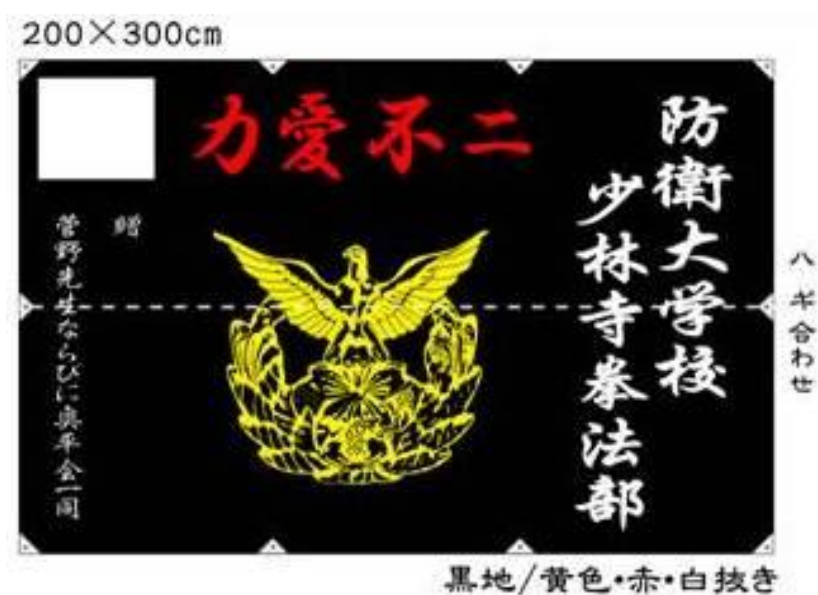 200×300cm
力愛不二
防衛大学校
少林寺拳法部
贈
菅野先生ならびに奥平会一同
ハギ合わせ
黒地/黄色・赤・白抜き